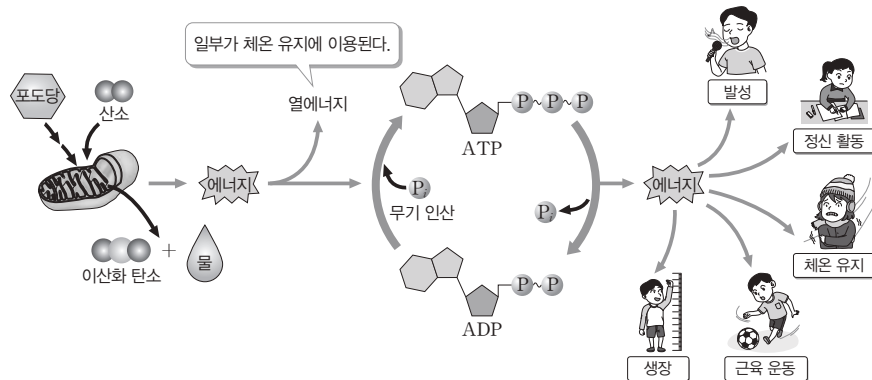 일부가 체온 유지에 이용된다.
포도당
산소
열에너지
에너지
이산화 탄소
+
물
P P P
ATP
Pi
무기 인산
Pi
P P
ADP
에너지
발성
정신 활동
체온 유지
근육 운동
생장